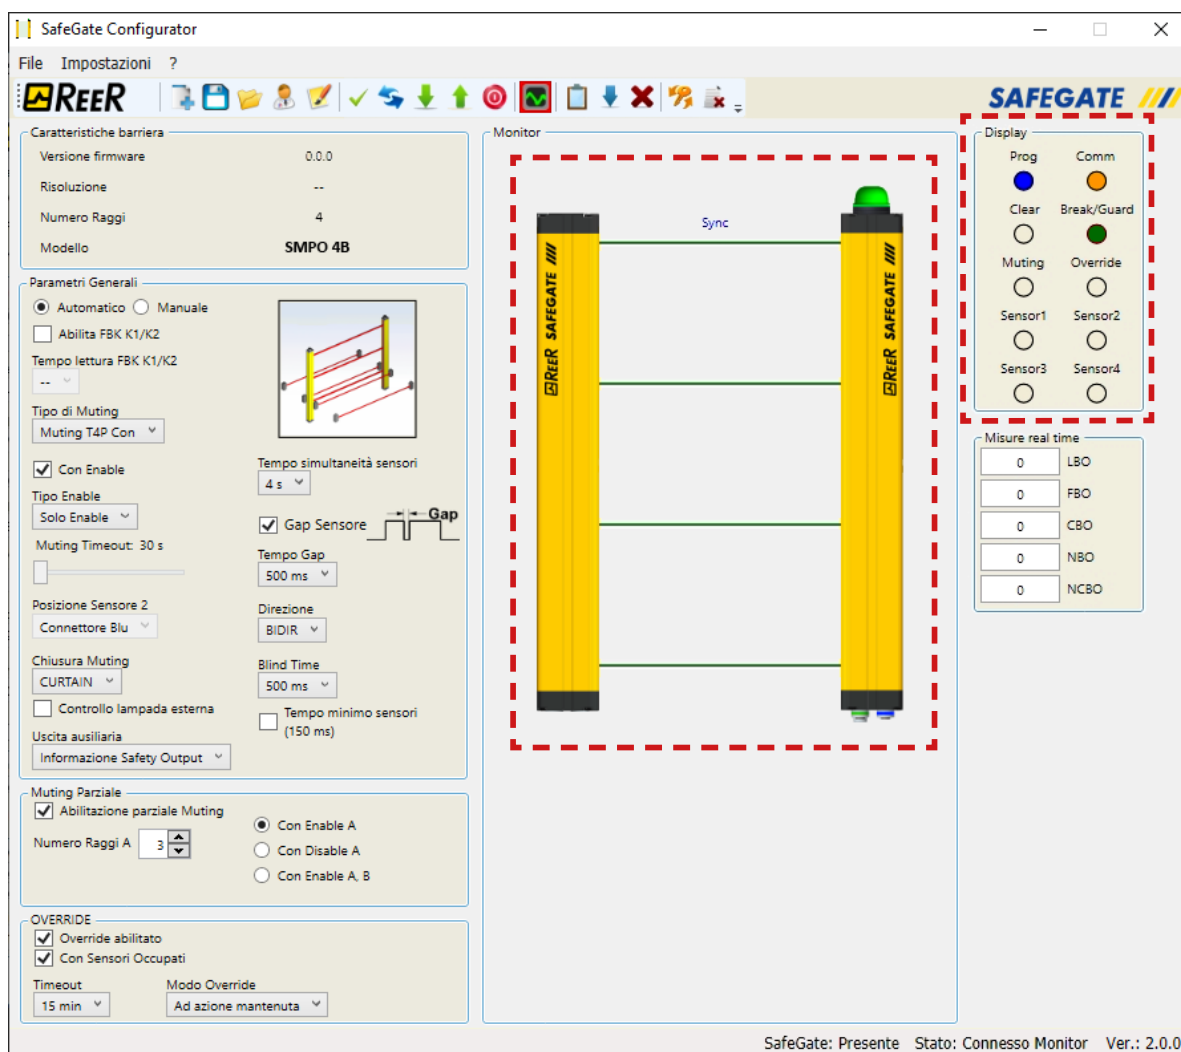 SafeGate Configurator
File Impostazioni ?
REER
SAFEGATE
Caratteristiche barriera
Versione firmware 0.0.0
Risoluzione --
Numero Raggi 4
Modello SMPO 4B
Parametri Generali
Automatico Manuale
Abilita FBK K1/K2
Tempo lettura FBK K1/K2
--
Tipo di Muting
Muting T4P Con
Con Enable
Tipo Enable
Solo Enable
Muting Timeout: 30 s
Posizione Sensore 2
Connettore Blu
Chiusura Muting
CURTAIN
Controllo lampada esterna
Uscita ausiliaria
Informazione Safety Output
Tempo simultaneità sensori
4 s
Gap Sensore
Gap
Tempo Gap
500 ms
Direzione
BIDIR
Blind Time
500 ms
Tempo minimo sensori
(150 ms)
Muting Parziale
Abilitazione parziale Muting
Numero Raggi A 3
Con Enable A
Con Disable A
Con Enable A, B
OVERRIDE
Override abilitato
Con Sensori Occupati
Timeout
15 min
Modo Override
Ad azione mantenuta
Monitor
Sync
REER SAFEGATE
REER SAFEGATE
Display
Prog Comm
Clear Break/Guard
Muting Override
Sensor1 Sensor2
Sensor3 Sensor4
Misure real time
0 LBO
0 FBO
0 CBO
0 NBO
0 NCBO
SafeGate: Presente Stato: Connesso Monitor Ver.: 2.0.0